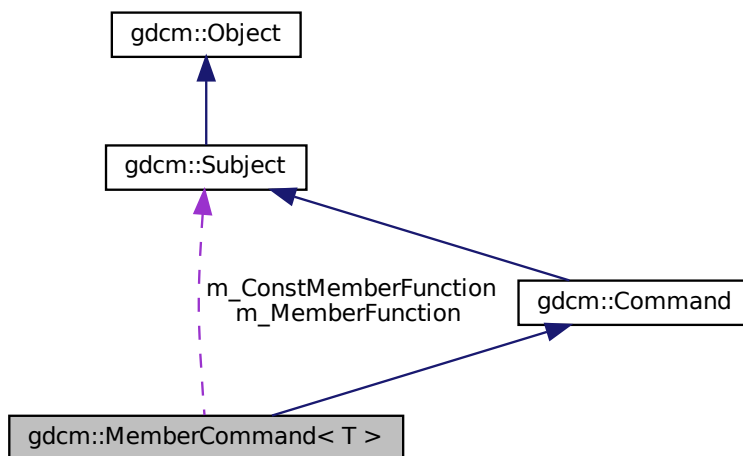 gdcm::Object
gdcm::Subject
m_ConstMemberFunction
m_MemberFunction
gdcm::Command
gdcm::MemberCommand< T >